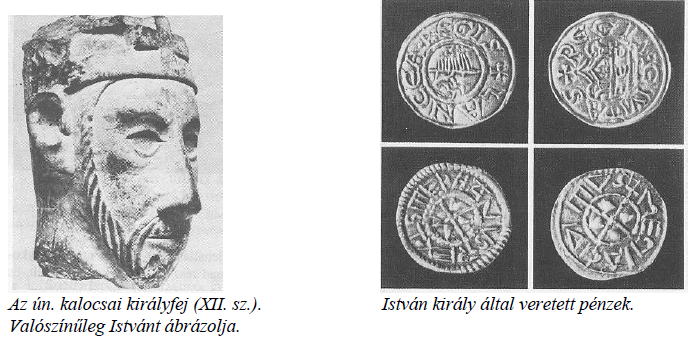 Az ún. kalocsai királyfej (XII. sz.).
Valószínűleg Istvánt ábrázolja.
István király által veretett pénzek.